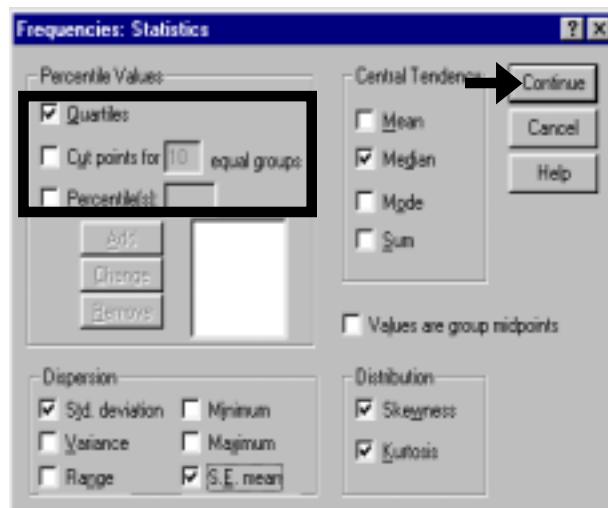 Frequencies: Statistics
Percentile Values
Quartiles
Cut points for 10 equal groups
Percentile(s):
Add
Change
Remove
Central Tendency
Mean
Median
Mode
Sum
Continue
Cancel
Help
Values are group midpoints
Dispersion
Std. deviation
Minimum
Variance
Maximum
Range
S.E. mean
Distribution
Skewness
Kurtosis